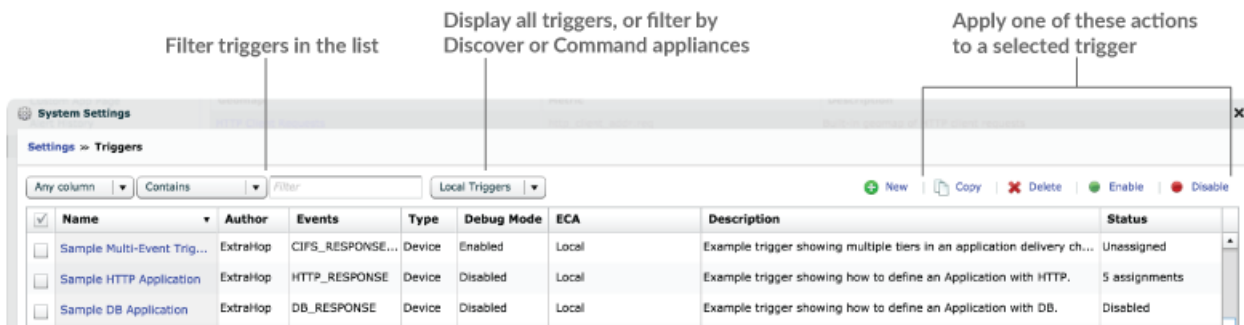 Display all triggers, or filter by
Discover or Command appliances
Apply one of these actions
to a selected trigger
Filter triggers in the list
System Settings
Settings » Triggers
Any column Contains Filter Local Triggers New Copy Delete Enable Disable
Name Author Events Type Debug Mode ECA Description Status
Sample Multi-Event Trig... ExtraHop CIFS_RESPONSE... Device Enabled Local Example trigger showing multiple tiers in an application delivery ch... Unassigned
Sample HTTP Application ExtraHop HTTP_RESPONSE Device Disabled Local Example trigger showing how to define an Application with HTTP. 5 assignments
Sample DB Application ExtraHop DB_RESPONSE Device Disabled Local Example trigger showing how to define an Application with DB. Disabled